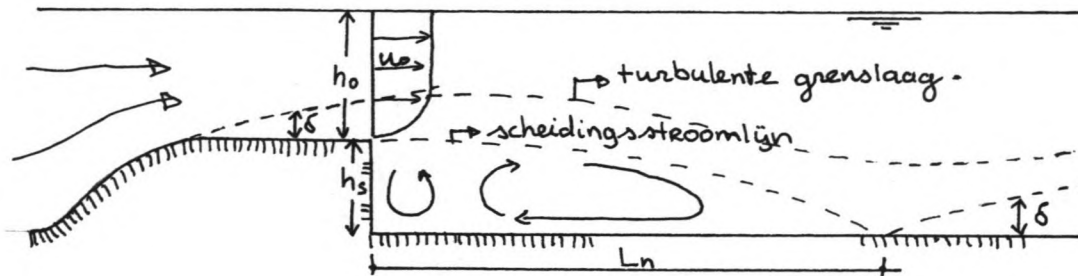 h₀
u₀
turbulente grenslaag.
δ
scheidingsstroomlijn
hs
δ
Ln